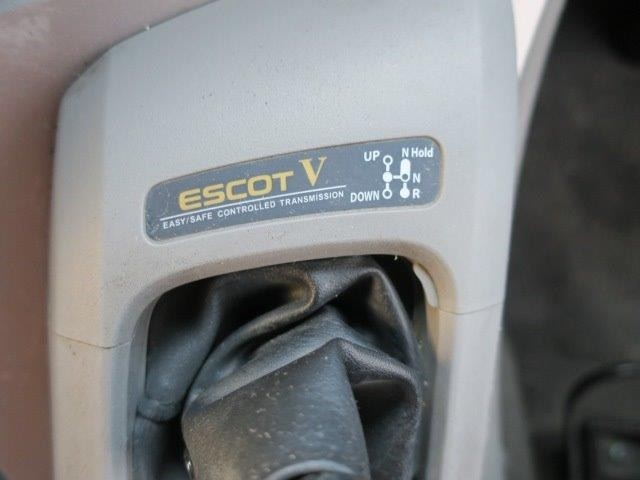 ESCOT V
EASY/SAFE CONTROLLED TRANSMISSION
UP N Hold
N
DOWN R